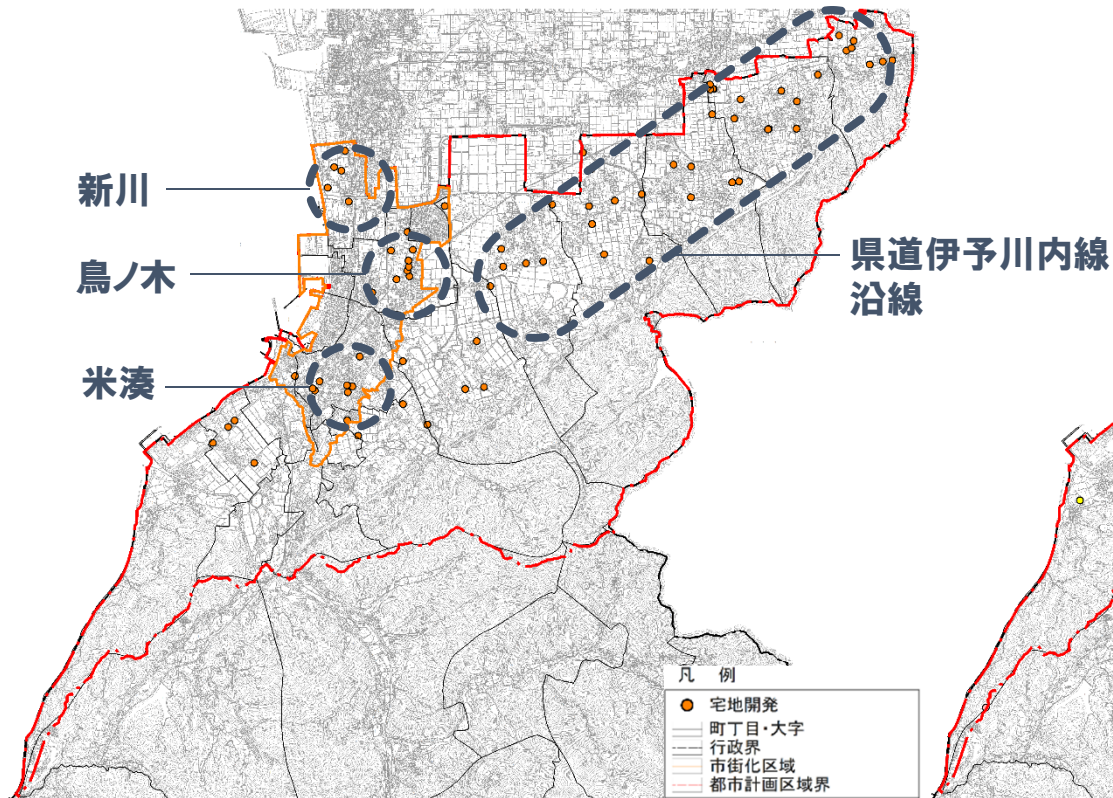 新川
鳥ノ木
米湊
県道伊予川内線
沿線
凡 例
宅地開発
町丁目・大字
行政界
市街化区域
都市計画区域界